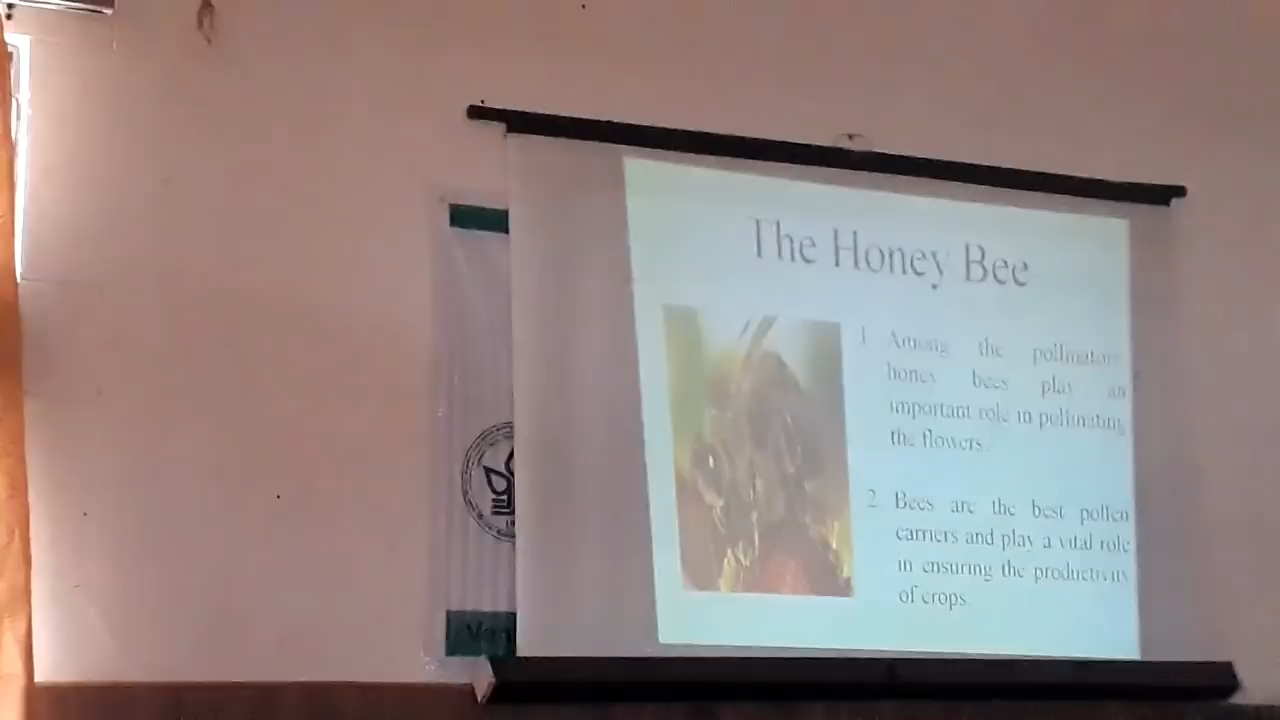 The Honey Bee
1 Among the pollinators
honey bees play an
important role in pollinating
the flowers.
2. Bees are the best pollen
carriers and play a vital role
in ensuring the productivity
of crops.